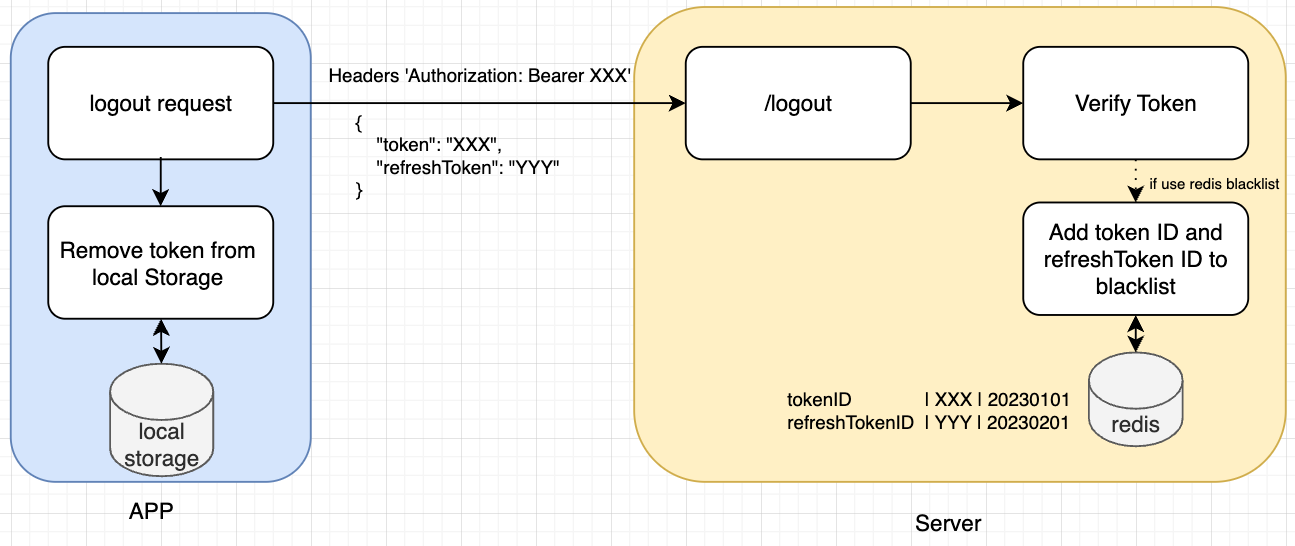 logout request
Headers 'Authorization: Bearer XXX'
{
"token": "XXX",
"refreshToken": "YYY"
}
/logout
Verify Token
if use redis blacklist
Remove token from
local Storage
Add token ID and
refreshToken ID to
blacklist
local
storage
tokenID | XXX | 20230101
refreshTokenID | YYY | 20230201
redis
APP
Server